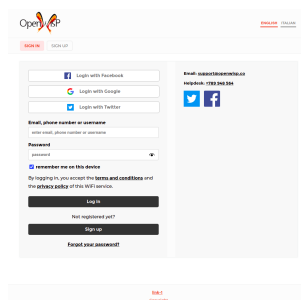 OpenWISP
ENGLISH ITALIAN
SIGN IN SIGN UP
Login with Facebook
Login with Google
Login with Twitter
Email, phone number or username
enter email, phone number or username
Password
password
remember me on this device
By logging in, you accept the terms and conditions and
the privacy policy of this WiFi service.
Log in
Not registered yet?
Sign up
Forgot your password?
Email: support@openwisp.co
Helpdesk: +789 948 564